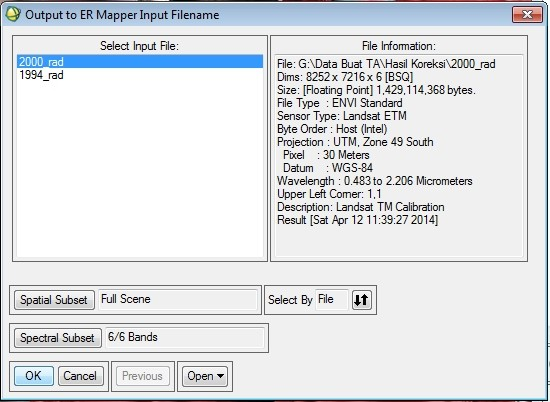 Output to ER Mapper Input Filename
Select Input File:
2000_rad
1994_rad
File Information:
File: G:\Data Buat TA\Hasil Koreksi\2000_rad
Dims: 8252 x 7216 x 6 [BSQ]
Size: [Floating Point] 1,429,114,368 bytes.
File Type : ENVI Standard
Sensor Type: Landsat ETM
Byte Order : Host (Intel)
Projection : UTM, Zone 49 South
Pixel : 30 Meters
Datum : WGS-84
Wavelength : 0.483 to 2.206 Micrometers
Upper Left Corner: 1,1
Description: Landsat TM Calibration
Result [Sat Apr 12 11:39:27 2014]
Spatial Subset Full Scene
Select By File
Spectral Subset 6/6 Bands
OK Cancel Previous Open